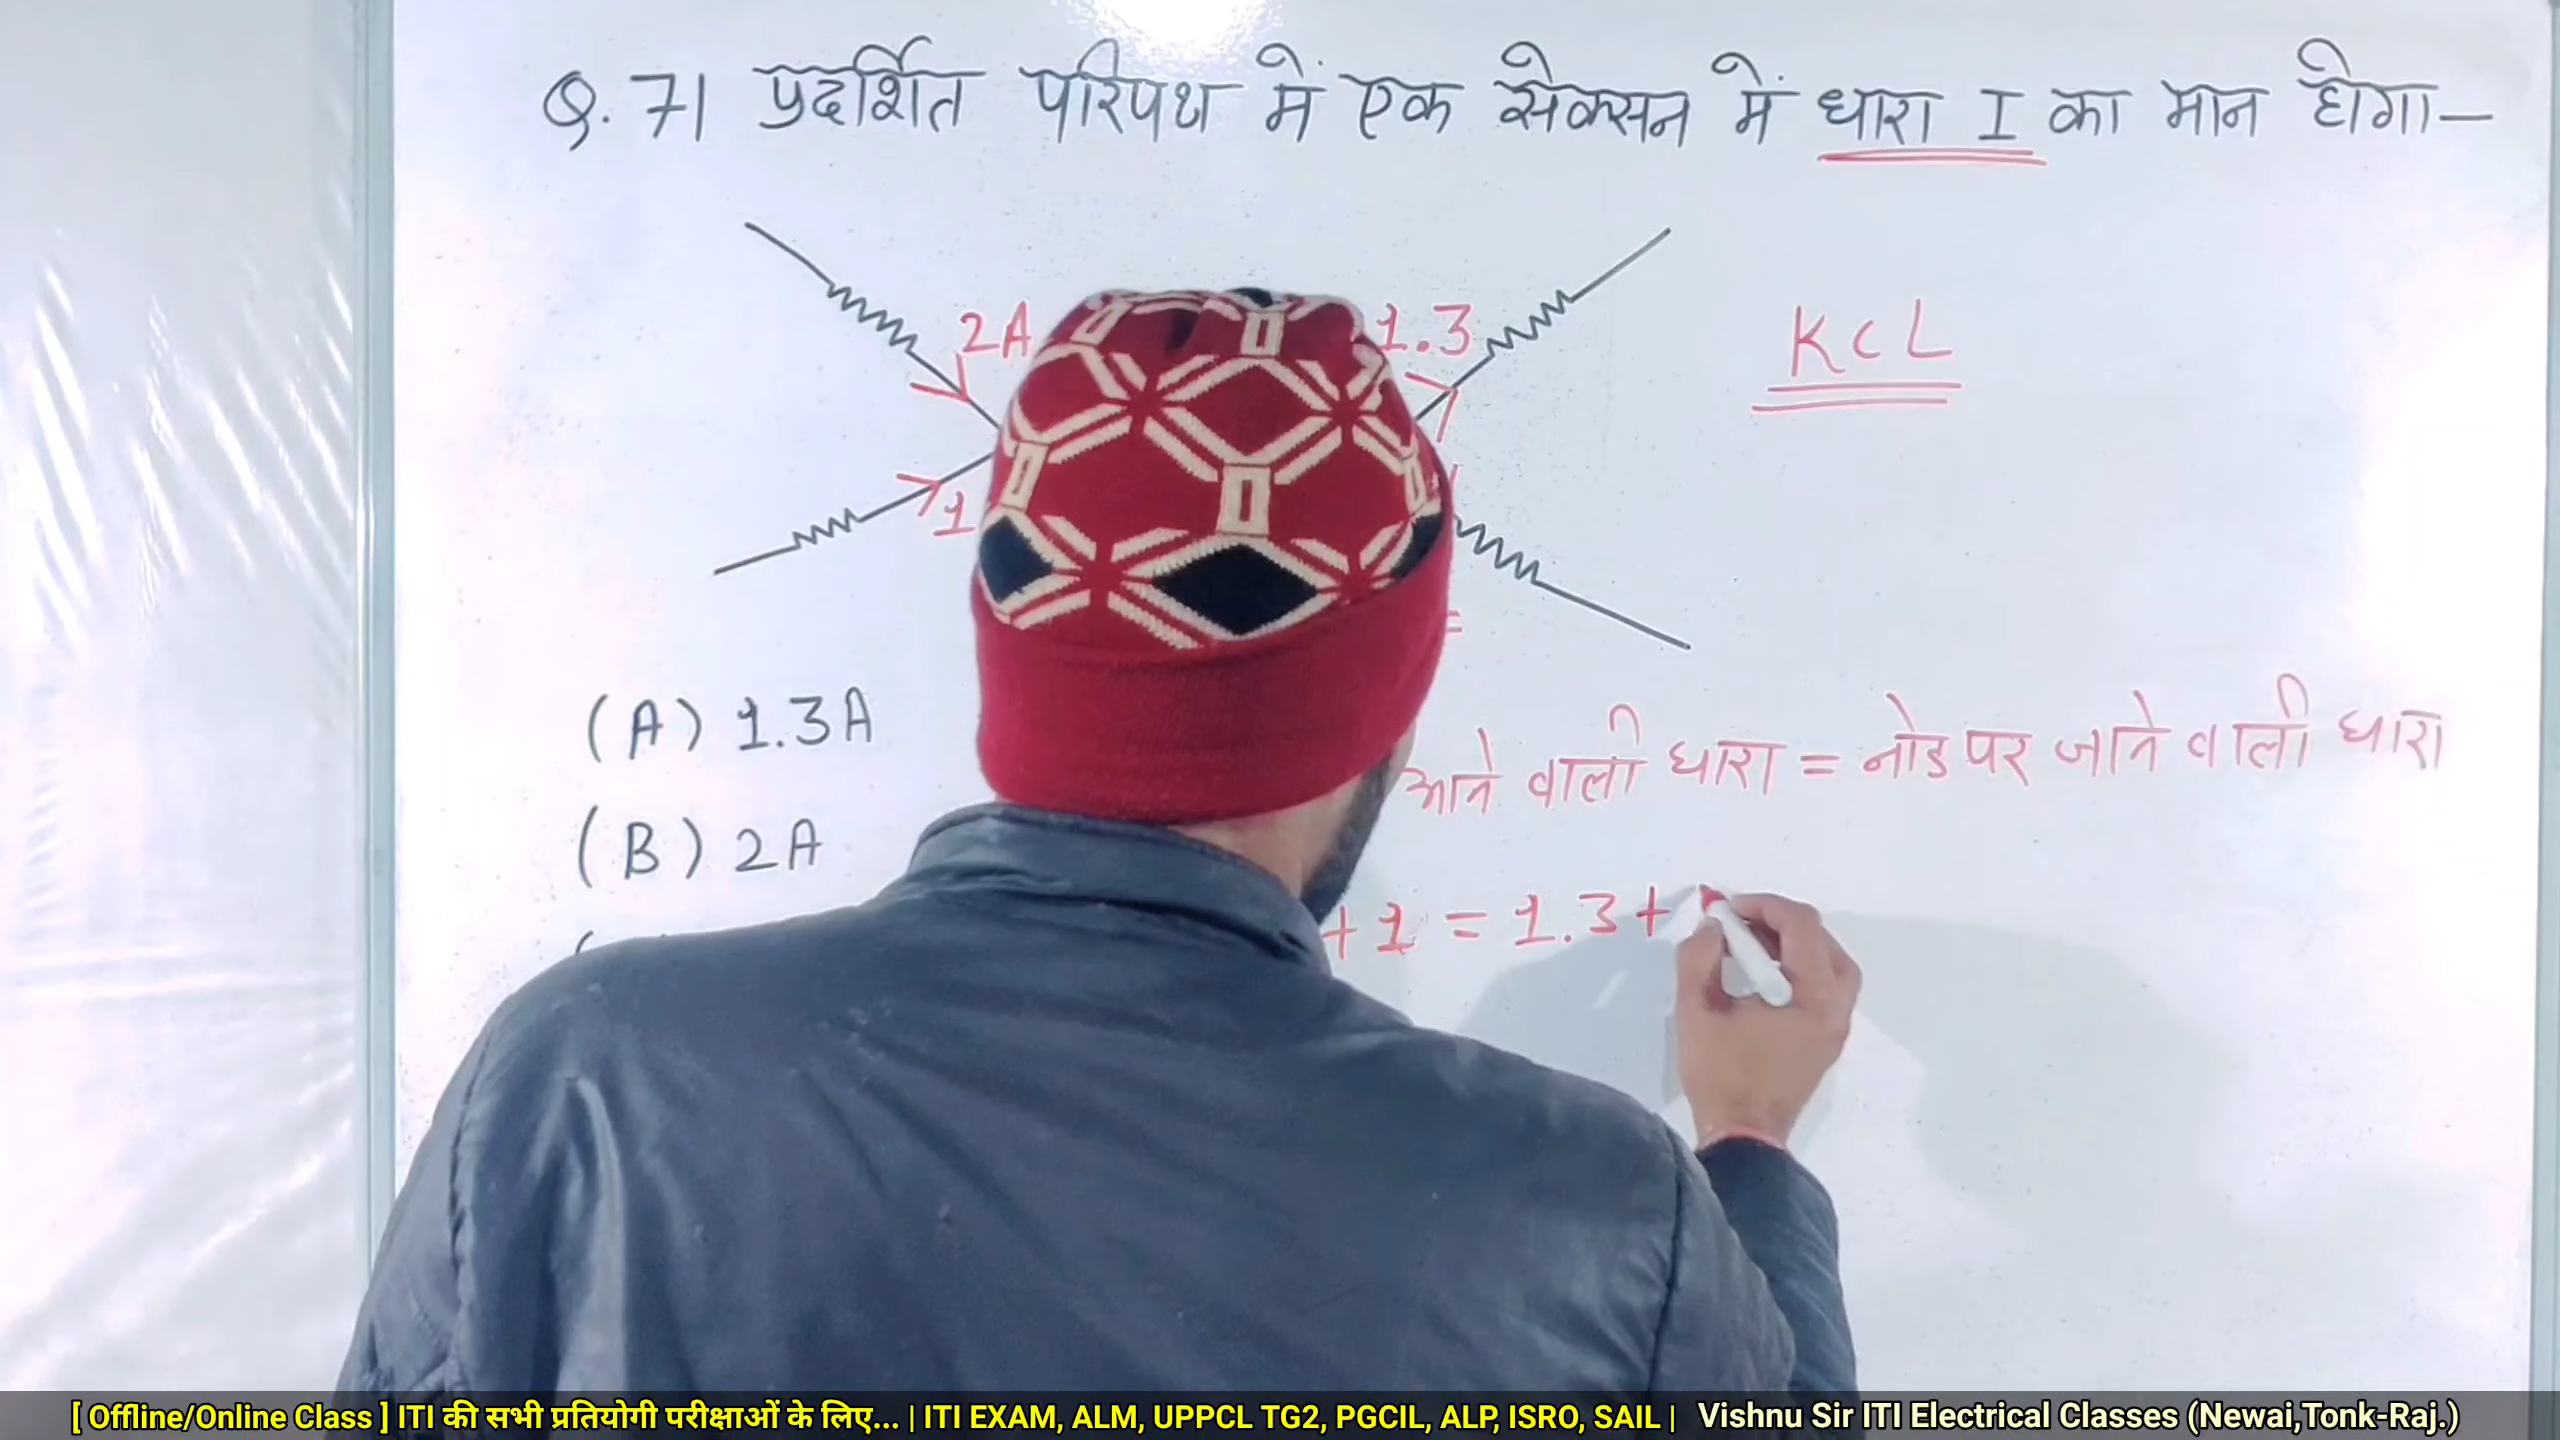 Q.71 प्रदर्शित परिपथ में एक सेक्सन में धारा I का मान होगा-
2A
1.3
KCL
1
(A) 1.3A
आने वाली धारा = नोड पर जाने वाली धारा
(B) 2A
+ 1 = 1.3 +
[ Offline/Online Class ] ITI की सभी प्रतियोगी परीक्षाओं के लिए... | ITI EXAM, ALM, UPPCL TG2, PGCIL, ALP, ISRO, SAIL | Vishnu Sir ITI Electrical Classes (Newai,Tonk-Raj.)